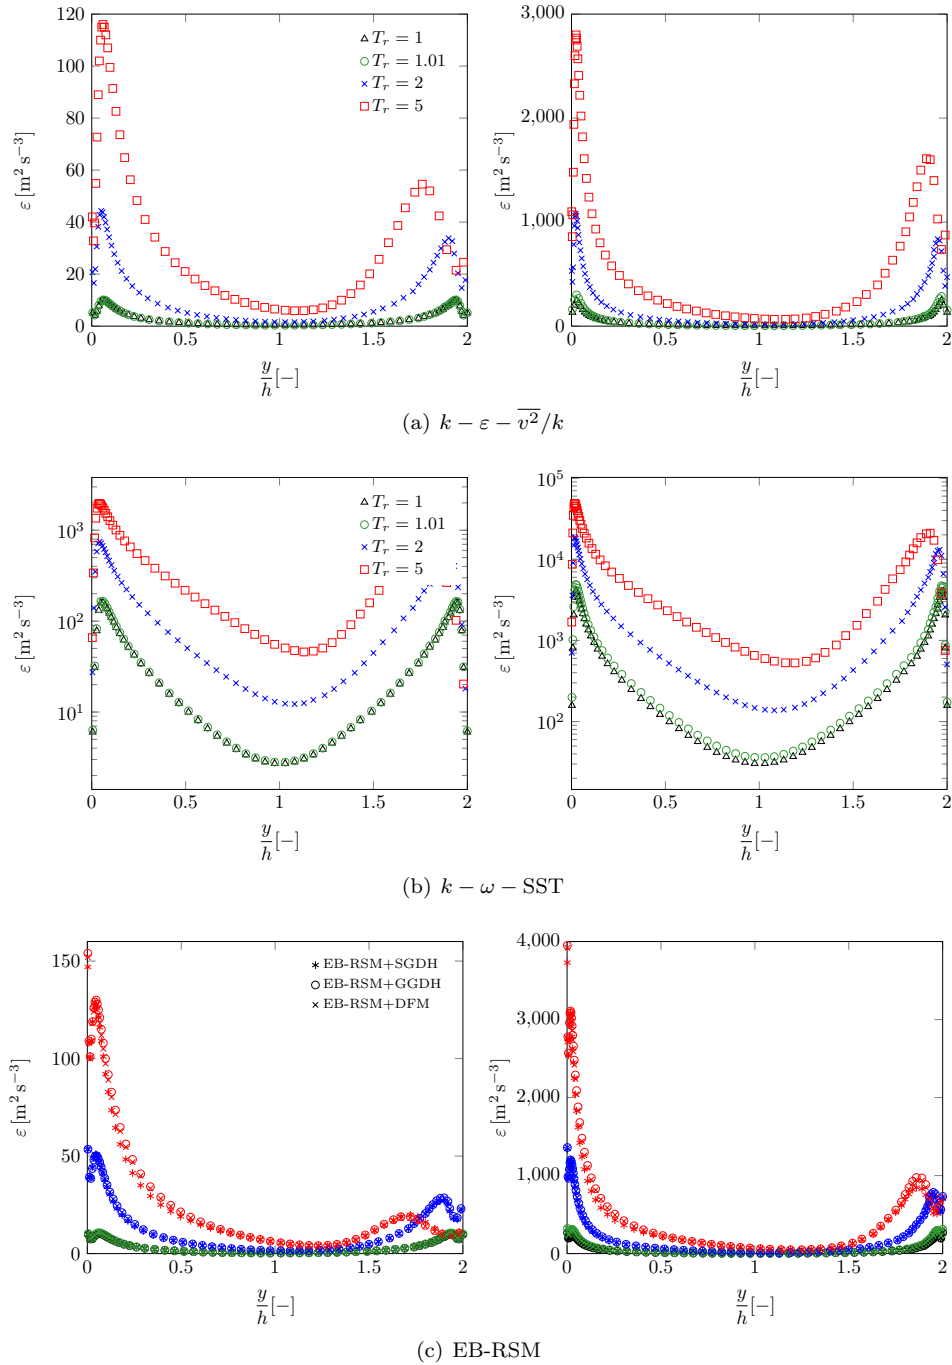 120
100
80
60
40
20
0
ε [m² s⁻³]
0
0.5
1
1.5
2
y/h [−]
T_r = 1
T_r = 1.01
T_r = 2
T_r = 5
3,000
2,000
1,000
0
ε [m² s⁻³]
0
0.5
1
1.5
2
y/h [−]
(a) k − ε − v²̅/k
10³
10²
10¹
ε [m² s⁻³]
0
0.5
1
1.5
2
y/h [−]
T_r = 1
T_r = 1.01
T_r = 2
T_r = 5
10⁵
10⁴
10³
10²
ε [m² s⁻³]
0
0.5
1
1.5
2
y/h [−]
(b) k − ω − SST
150
100
50
0
ε [m² s⁻³]
0
0.5
1
1.5
2
y/h [−]
EB-RSM+SGDH
EB-RSM+GGDH
EB-RSM+DFM
4,000
3,000
2,000
1,000
0
ε [m² s⁻³]
0
0.5
1
1.5
2
y/h [−]
(c) EB-RSM